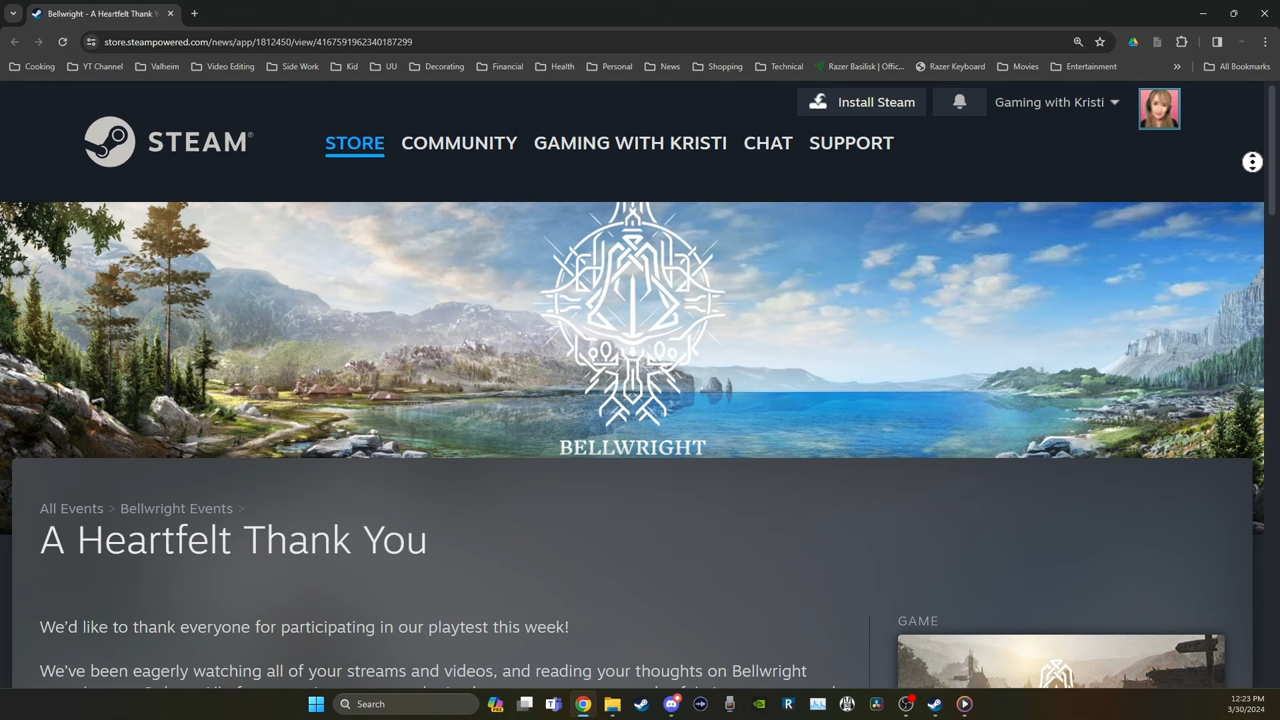 Bellwright - A Heartfelt Thank Y
store.steampowered.com/news/app/1812450/view/4167591962340187299
Cooking YT Channel Valheim Video Editing Side Work Kid UU Decorating Financial Health Personal News Shopping Technical Razer Basilisk | Offic... Razer Keyboard Movies Entertainment » All Bookmarks
Install Steam Gaming with Kristi
STEAM® STORE COMMUNITY GAMING WITH KRISTI CHAT SUPPORT
BELLWRIGHT
All Events > Bellwright Events >
A Heartfelt Thank You
We'd like to thank everyone for participating in our playtest this week!
GAME
We've been eagerly watching all of your streams and videos, and reading your thoughts on Bellwright
Search
12:23 PM
3/30/2024